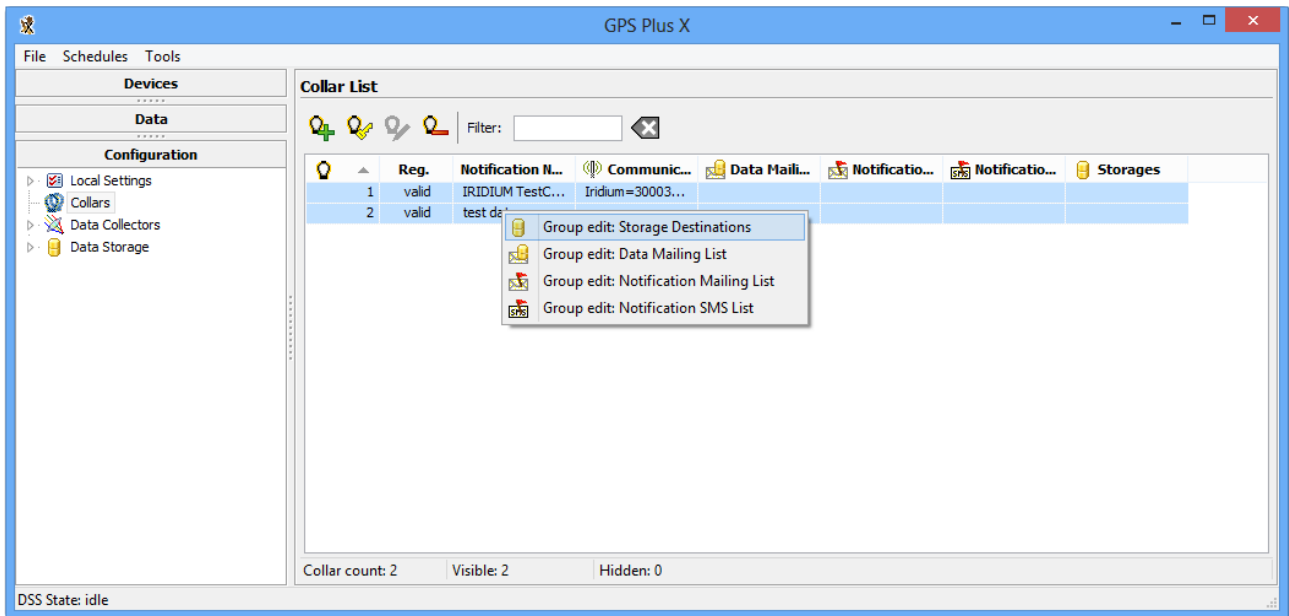 GPS Plus X
File Schedules Tools
Devices
Data
Configuration
Local Settings
Collars
Data Collectors
Data Storage
Collar List
Filter:
Reg. Notification N... Communic... Data Maili... Notificatio... SMS Notificatio... Storages
1 valid IRIDIUM TestC... Iridium=30003...
2 valid test
Group edit: Storage Destinations
Group edit: Data Mailing List
Group edit: Notification Mailing List
SMS Group edit: Notification SMS List
Collar count: 2 Visible: 2 Hidden: 0
DSS State: idle